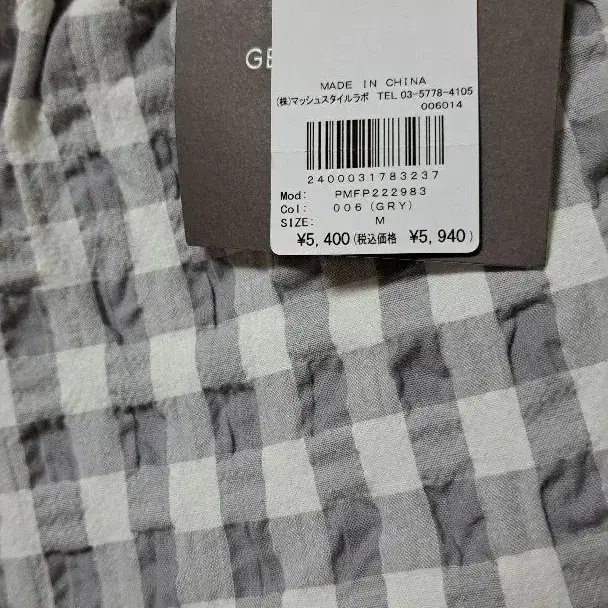 GE
MADE IN CHINA
(株)マッシュスタイルラボ TEL 03-5778-4105
006014
2400031783237
Mod: PMFP222983
Col: 006(GRY)
SIZE: M
¥5,400(税込価格 ¥5,940)